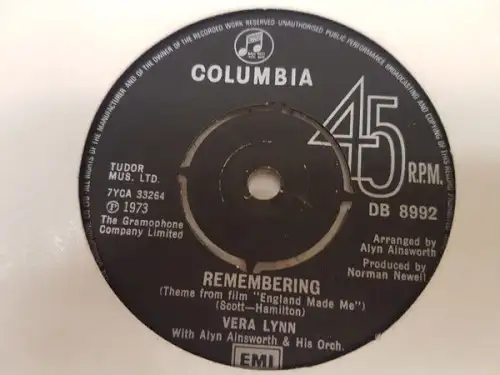 ALL RIGHTS OF THE MANUFACTURER AND OF THE OWNER OF THE RECORDED WORK RESERVED UNAUTHORISED PUBLIC PERFORMANCE BROADCASTING AND COPYING OF THIS RECORD PROHIBITED
COLUMBIA
45
R.P.M.
TUDOR
MUS. LTD.
7YCA 33264
Ⓟ 1973
The Gramophone
Company Limited
DB 8992
Arranged by
Alyn Ainsworth
Produced by
Norman Newell
REMEMBERING
(Theme from film "England Made Me")
(Scott—Hamilton)
VERA LYNN
With Alyn Ainsworth & His Orch.
EMI